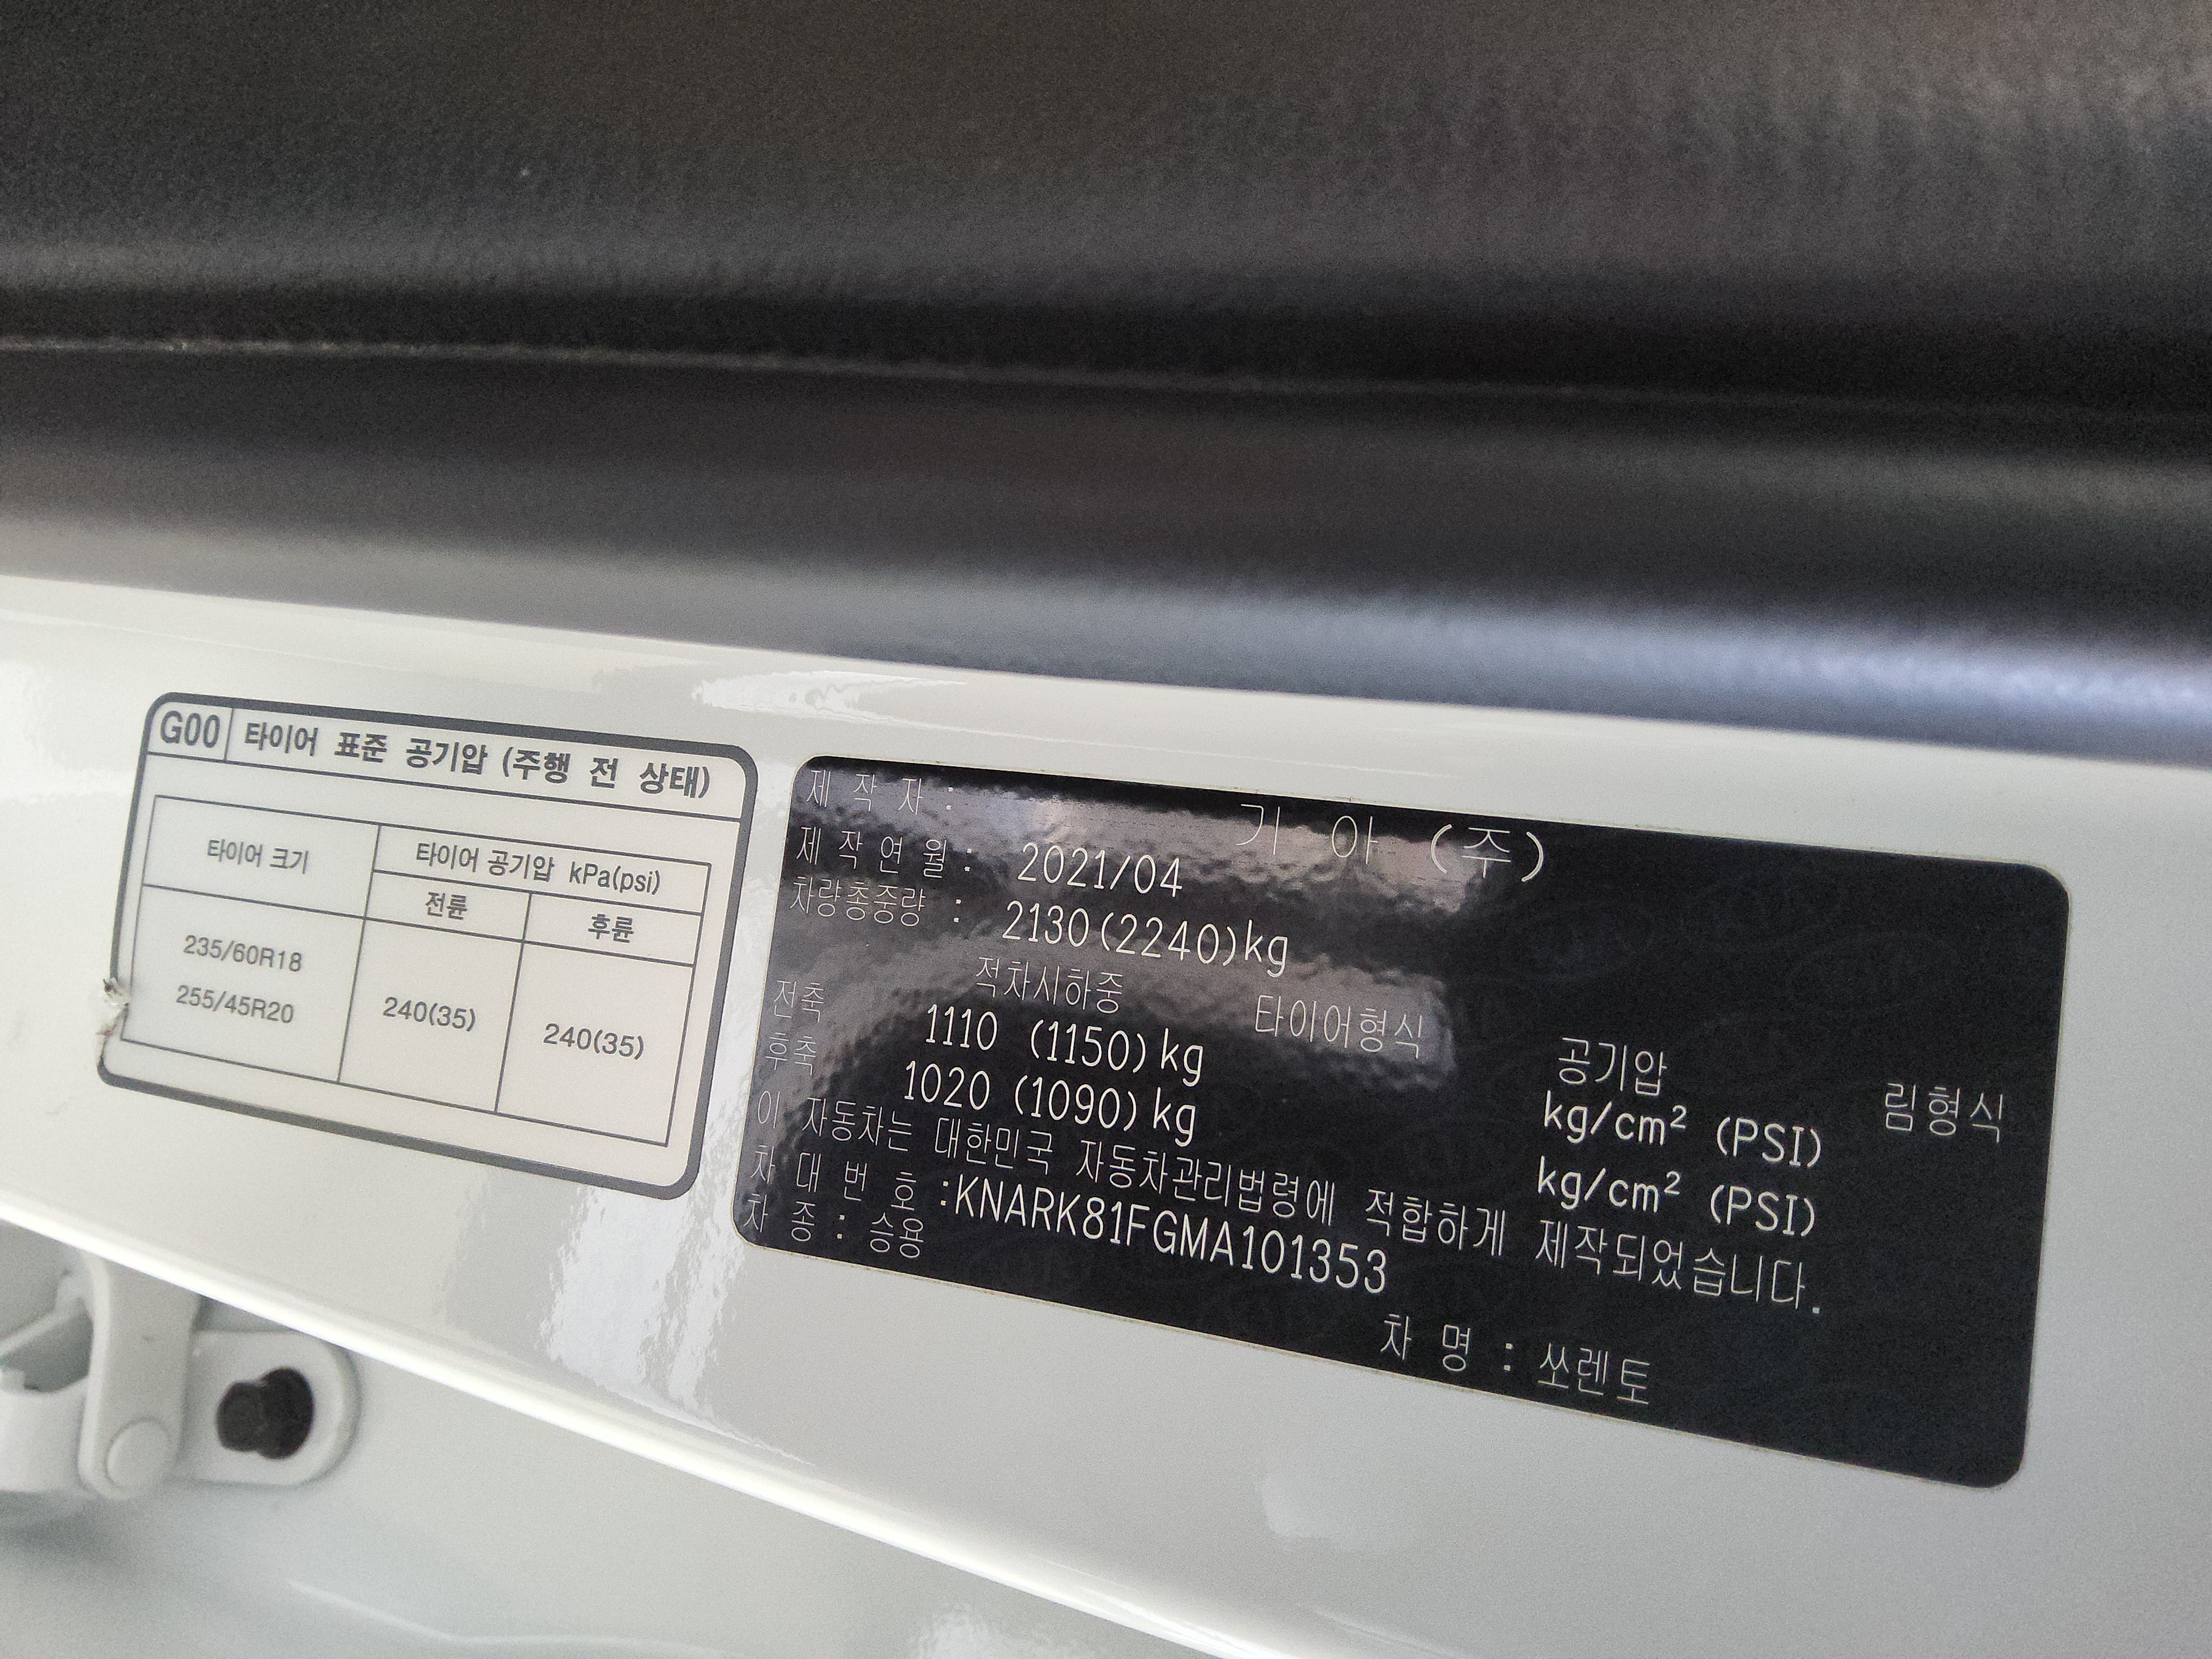 G00 타이어 표준 공기압 (주행 전 상태)
타이어 크기
타이어 공기압 kPa(psi)
전륜
후륜
235/60R18
255/45R20
240(35)
240(35)
제 작 자 : 기 아 (주)
제 작 연 월 : 2021/04
차량총중량 : 2130(2240)kg
적차시하중 타이어형식 공기압 림형식
전축 1110 (1150)kg kg/cm² (PSI)
후축 1020 (1090)kg kg/cm² (PSI)
이 자동차는 대한민국 자동차관리법령에 적합하게 제작되었습니다.
차 대 번 호 :KNARK81FGMA101353
차 종 : 승용 차 명 : 쏘렌토